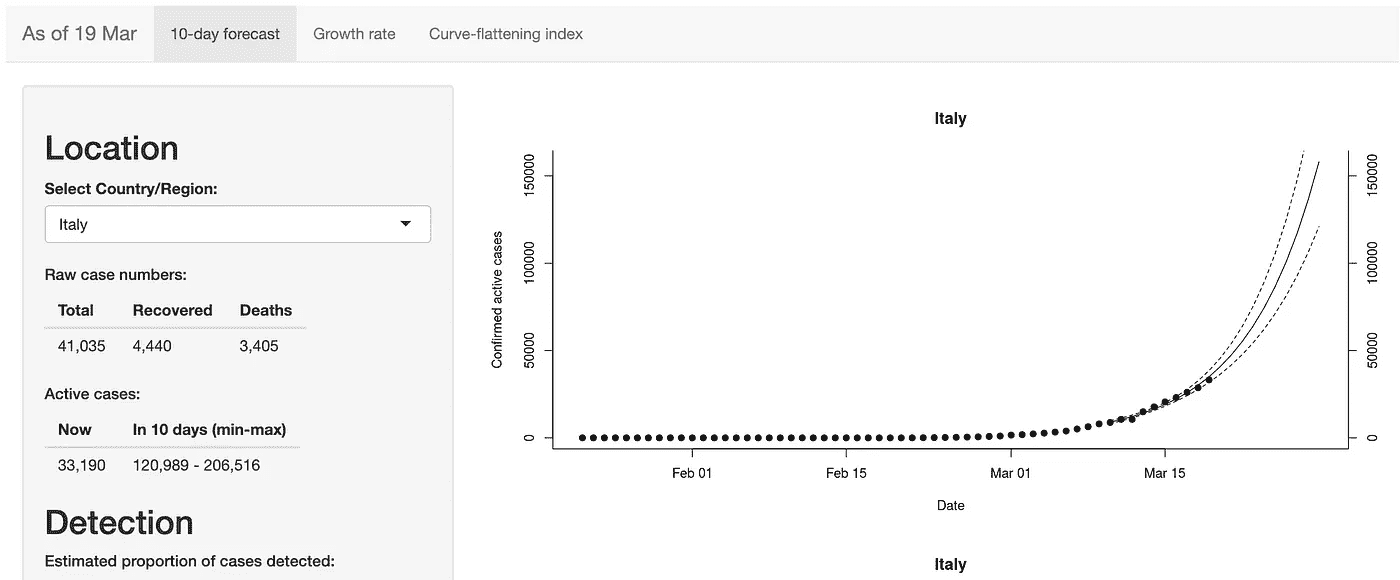 As of 19 Mar 10-day forecast Growth rate Curve-flattening index
Location
Select Country/Region:
Italy
Raw case numbers:
Total Recovered Deaths
41,035 4,440 3,405
Active cases:
Now In 10 days (min-max)
33,190 120,989 - 206,516
Detection
Estimated proportion of cases detected:
Italy
Confirmed active cases
150000 150000
100000 100000
50000 50000
0 0
Feb 01 Feb 15 Mar 01 Mar 15
Date
Italy